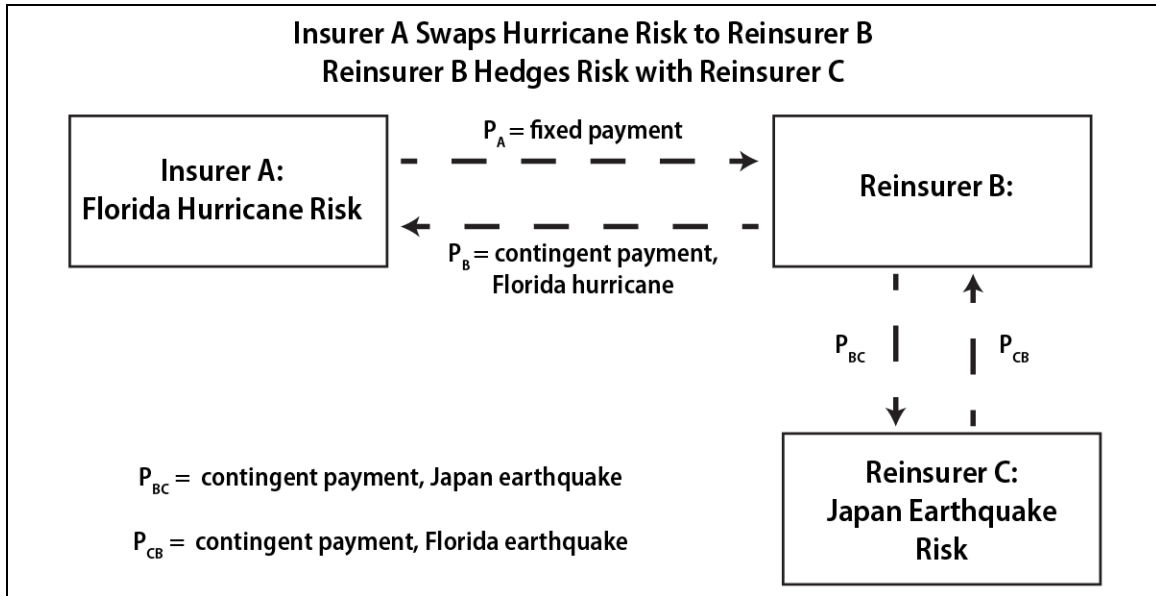 Insurer A Swaps Hurricane Risk to Reinsurer B
Reinsurer B Hedges Risk with Reinsurer C
P_A = fixed payment
Insurer A:
Florida Hurricane Risk
Reinsurer B:
P_B = contingent payment,
Florida hurricane
P_BC
P_CB
P_BC = contingent payment, Japan earthquake
P_CB = contingent payment, Florida earthquake
Reinsurer C:
Japan Earthquake
Risk